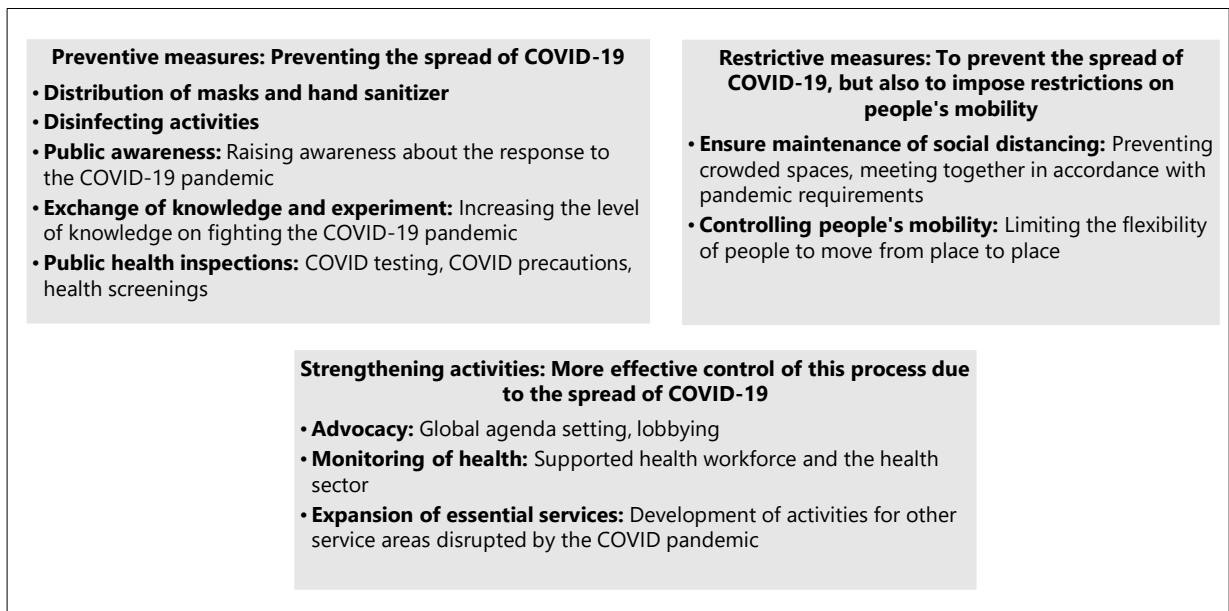 Preventive measures: Preventing the spread of COVID-19
• Distribution of masks and hand sanitizer
• Disinfecting activities
• Public awareness: Raising awareness about the response to
the COVID-19 pandemic
• Exchange of knowledge and experiment: Increasing the level
of knowledge on fighting the COVID-19 pandemic
• Public health inspections: COVID testing, COVID precautions,
health screenings
Restrictive measures: To prevent the spread of
COVID-19, but also to impose restrictions on
people's mobility
• Ensure maintenance of social distancing: Preventing
crowded spaces, meeting together in accordance with
pandemic requirements
• Controlling people's mobility: Limiting the flexibility
of people to move from place to place
Strengthening activities: More effective control of this process due
to the spread of COVID-19
• Advocacy: Global agenda setting, lobbying
• Monitoring of health: Supported health workforce and the health
sector
• Expansion of essential services: Development of activities for other
service areas disrupted by the COVID pandemic